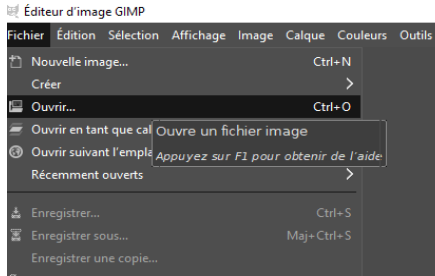 Éditeur d'image GIMP
Fichier Édition Sélection Affichage Image Calque Couleurs Outils
Nouvelle image... Ctrl+N
Créer
Ouvrir... Ctrl+O
Ouvrir en tant que cal
Ouvre un fichier image
Ouvrir suivant l'empla
Appuyez sur F1 pour obtenir de l'aide
Récemment ouverts
Enregistrer... Ctrl+S
Enregistrer sous... Maj+Ctrl+S
Enregistrer une copie...